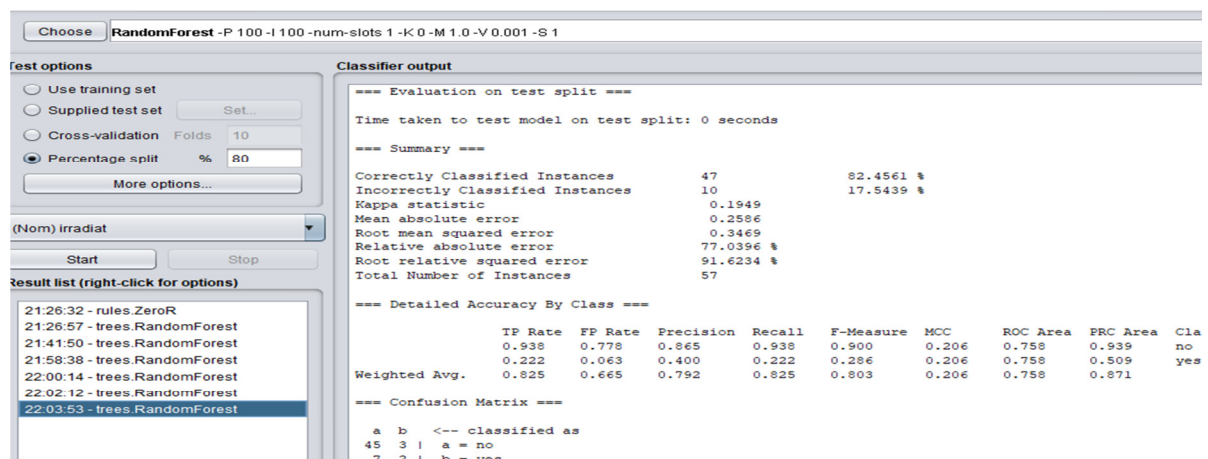 Choose RandomForest -P 100 -I 100 -num-slots 1 -K 0 -M 1.0 -V 0.001 -S 1
Test options
Use training set
Supplied test set Set...
Cross-validation Folds 10
Percentage split % 80
More options...
(Nom) irradiat
Start Stop
Result list (right-click for options)
21:26:32 - rules.ZeroR
21:26:57 - trees.RandomForest
21:41:50 - trees.RandomForest
21:58:38 - trees.RandomForest
22:00:14 - trees.RandomForest
22:02:12 - trees.RandomForest
22:03:53 - trees.RandomForest
Classifier output
=== Evaluation on test split ===
Time taken to test model on test split: 0 seconds
=== Summary ===
Correctly Classified Instances 47 82.4561 %
Incorrectly Classified Instances 10 17.5439 %
Kappa statistic 0.1949
Mean absolute error 0.2586
Root mean squared error 0.3469
Relative absolute error 77.0396 %
Root relative squared error 91.6234 %
Total Number of Instances 57
=== Detailed Accuracy By Class ===
TP Rate FP Rate Precision Recall F-Measure MCC ROC Area PRC Area Cla
0.938 0.778 0.865 0.938 0.900 0.206 0.758 0.939 no
0.222 0.063 0.400 0.222 0.286 0.206 0.758 0.509 yes
Weighted Avg. 0.825 0.665 0.792 0.825 0.803 0.206 0.758 0.871
=== Confusion Matrix ===
a b <-- classified as
45 3 | a = no
7 2 | b = yes